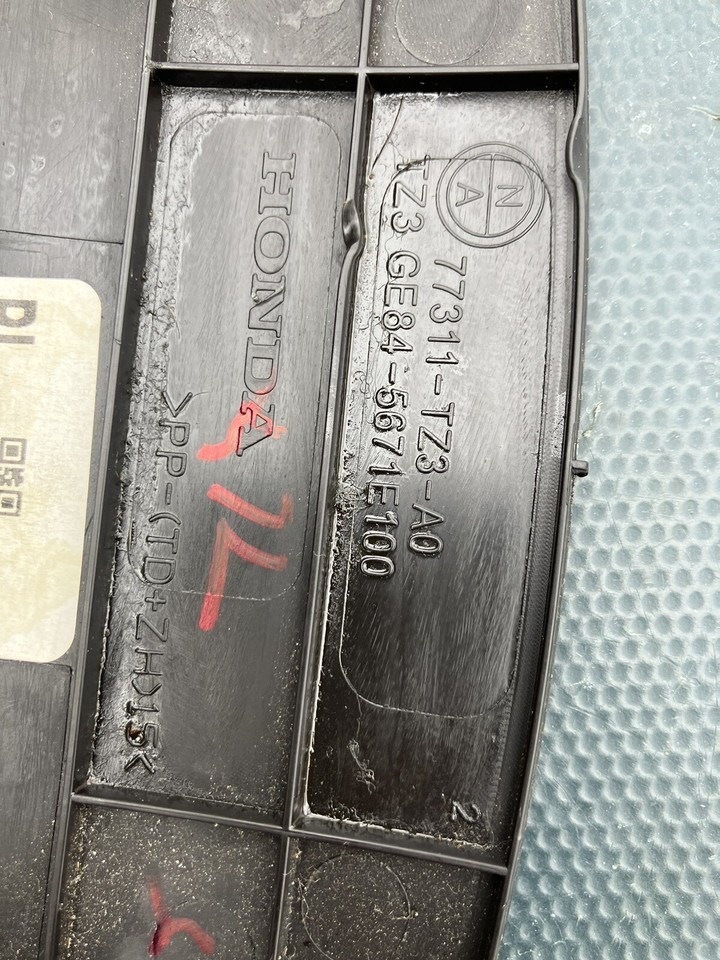 N
A
77311-TZ3-A0
TZ3 GE84-5671E100
HONDA
>PP-(TD+ZH)15<
2